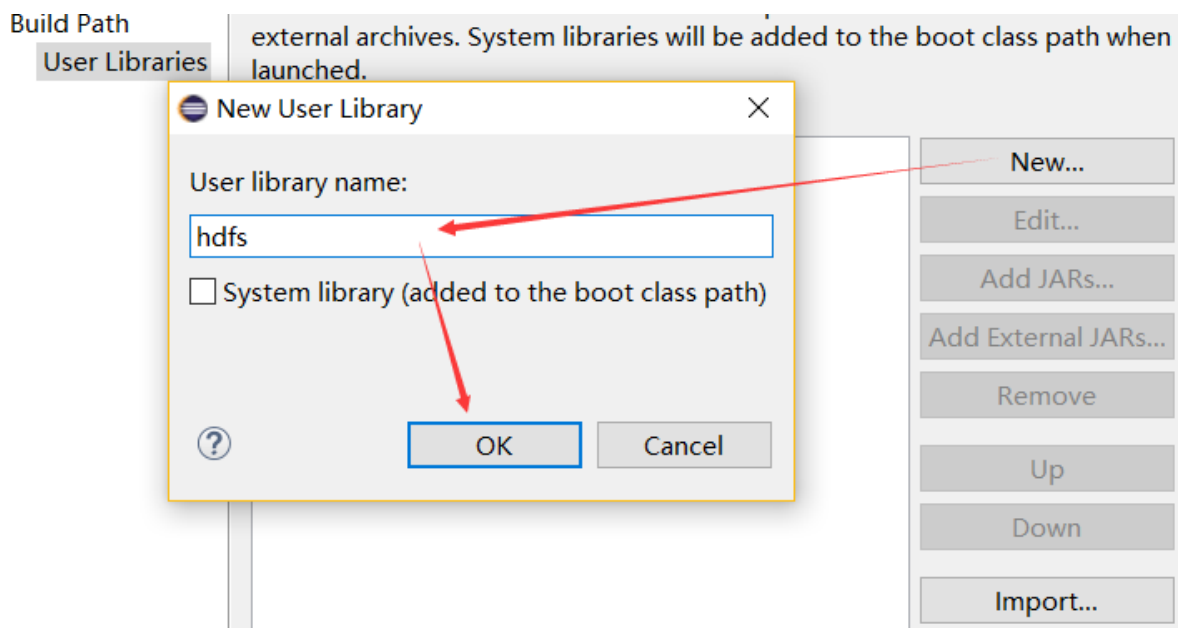 Build Path
User Libraries
external archives. System libraries will be added to the boot class path when
launched.
New User Library
User library name:
hdfs
System library (added to the boot class path)
OK
Cancel
New...
Edit...
Add JARs...
Add External JARs...
Remove
Up
Down
Import...